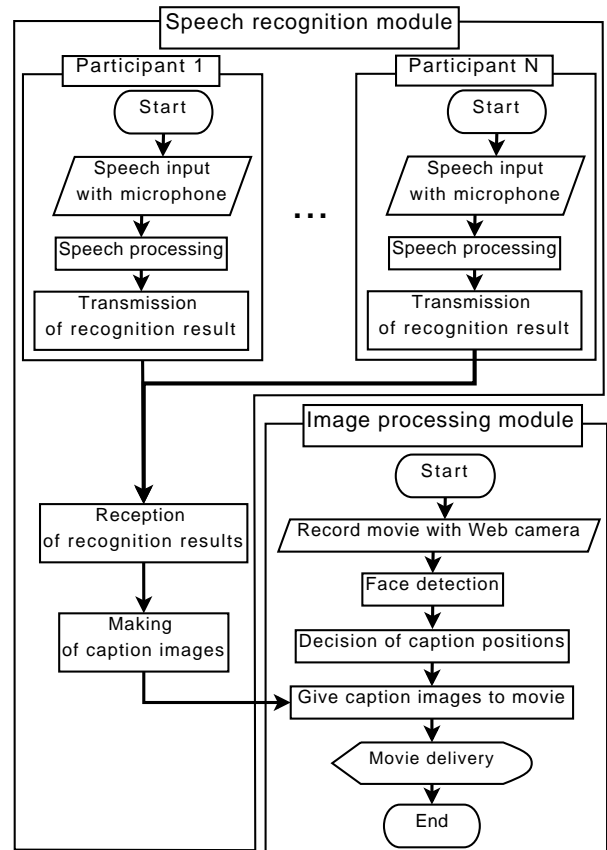 Speech recognition module
Participant 1
Start
Speech input
with microphone
Speech processing
Transmission
of recognition result
...
Participant N
Start
Speech input
with microphone
Speech processing
Transmission
of recognition result
Reception
of recognition results
Making
of caption images
Image processing module
Start
Record movie with Web camera
Face detection
Decision of caption positions
Give caption images to movie
Movie delivery
End